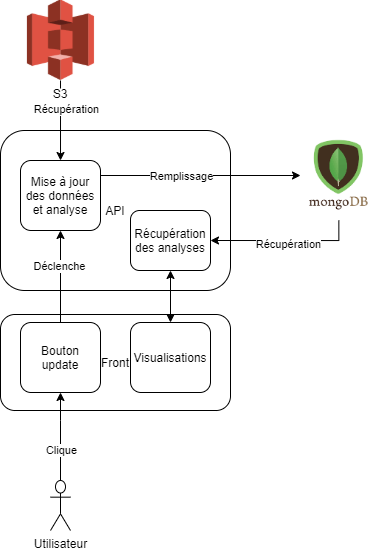 S3
Récupération
Mise à jour
des données
et analyse
Remplissage
mongoDB
API
Récupération
des analyses
Récupération
Déclenche
Bouton
update
Front
Visualisations
Clique
Utilisateur